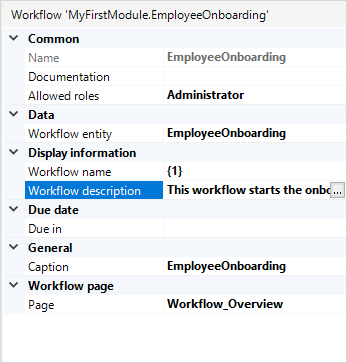 Workflow 'MyFirstModule.EmployeeOnboarding'
Common
Name EmployeeOnboarding
Documentation
Allowed roles Administrator
Data
Workflow entity EmployeeOnboarding
Display information
Workflow name {1}
Workflow description This workflow starts the onbo ...
Due date
Due in
General
Caption EmployeeOnboarding
Workflow page
Page Workflow_Overview